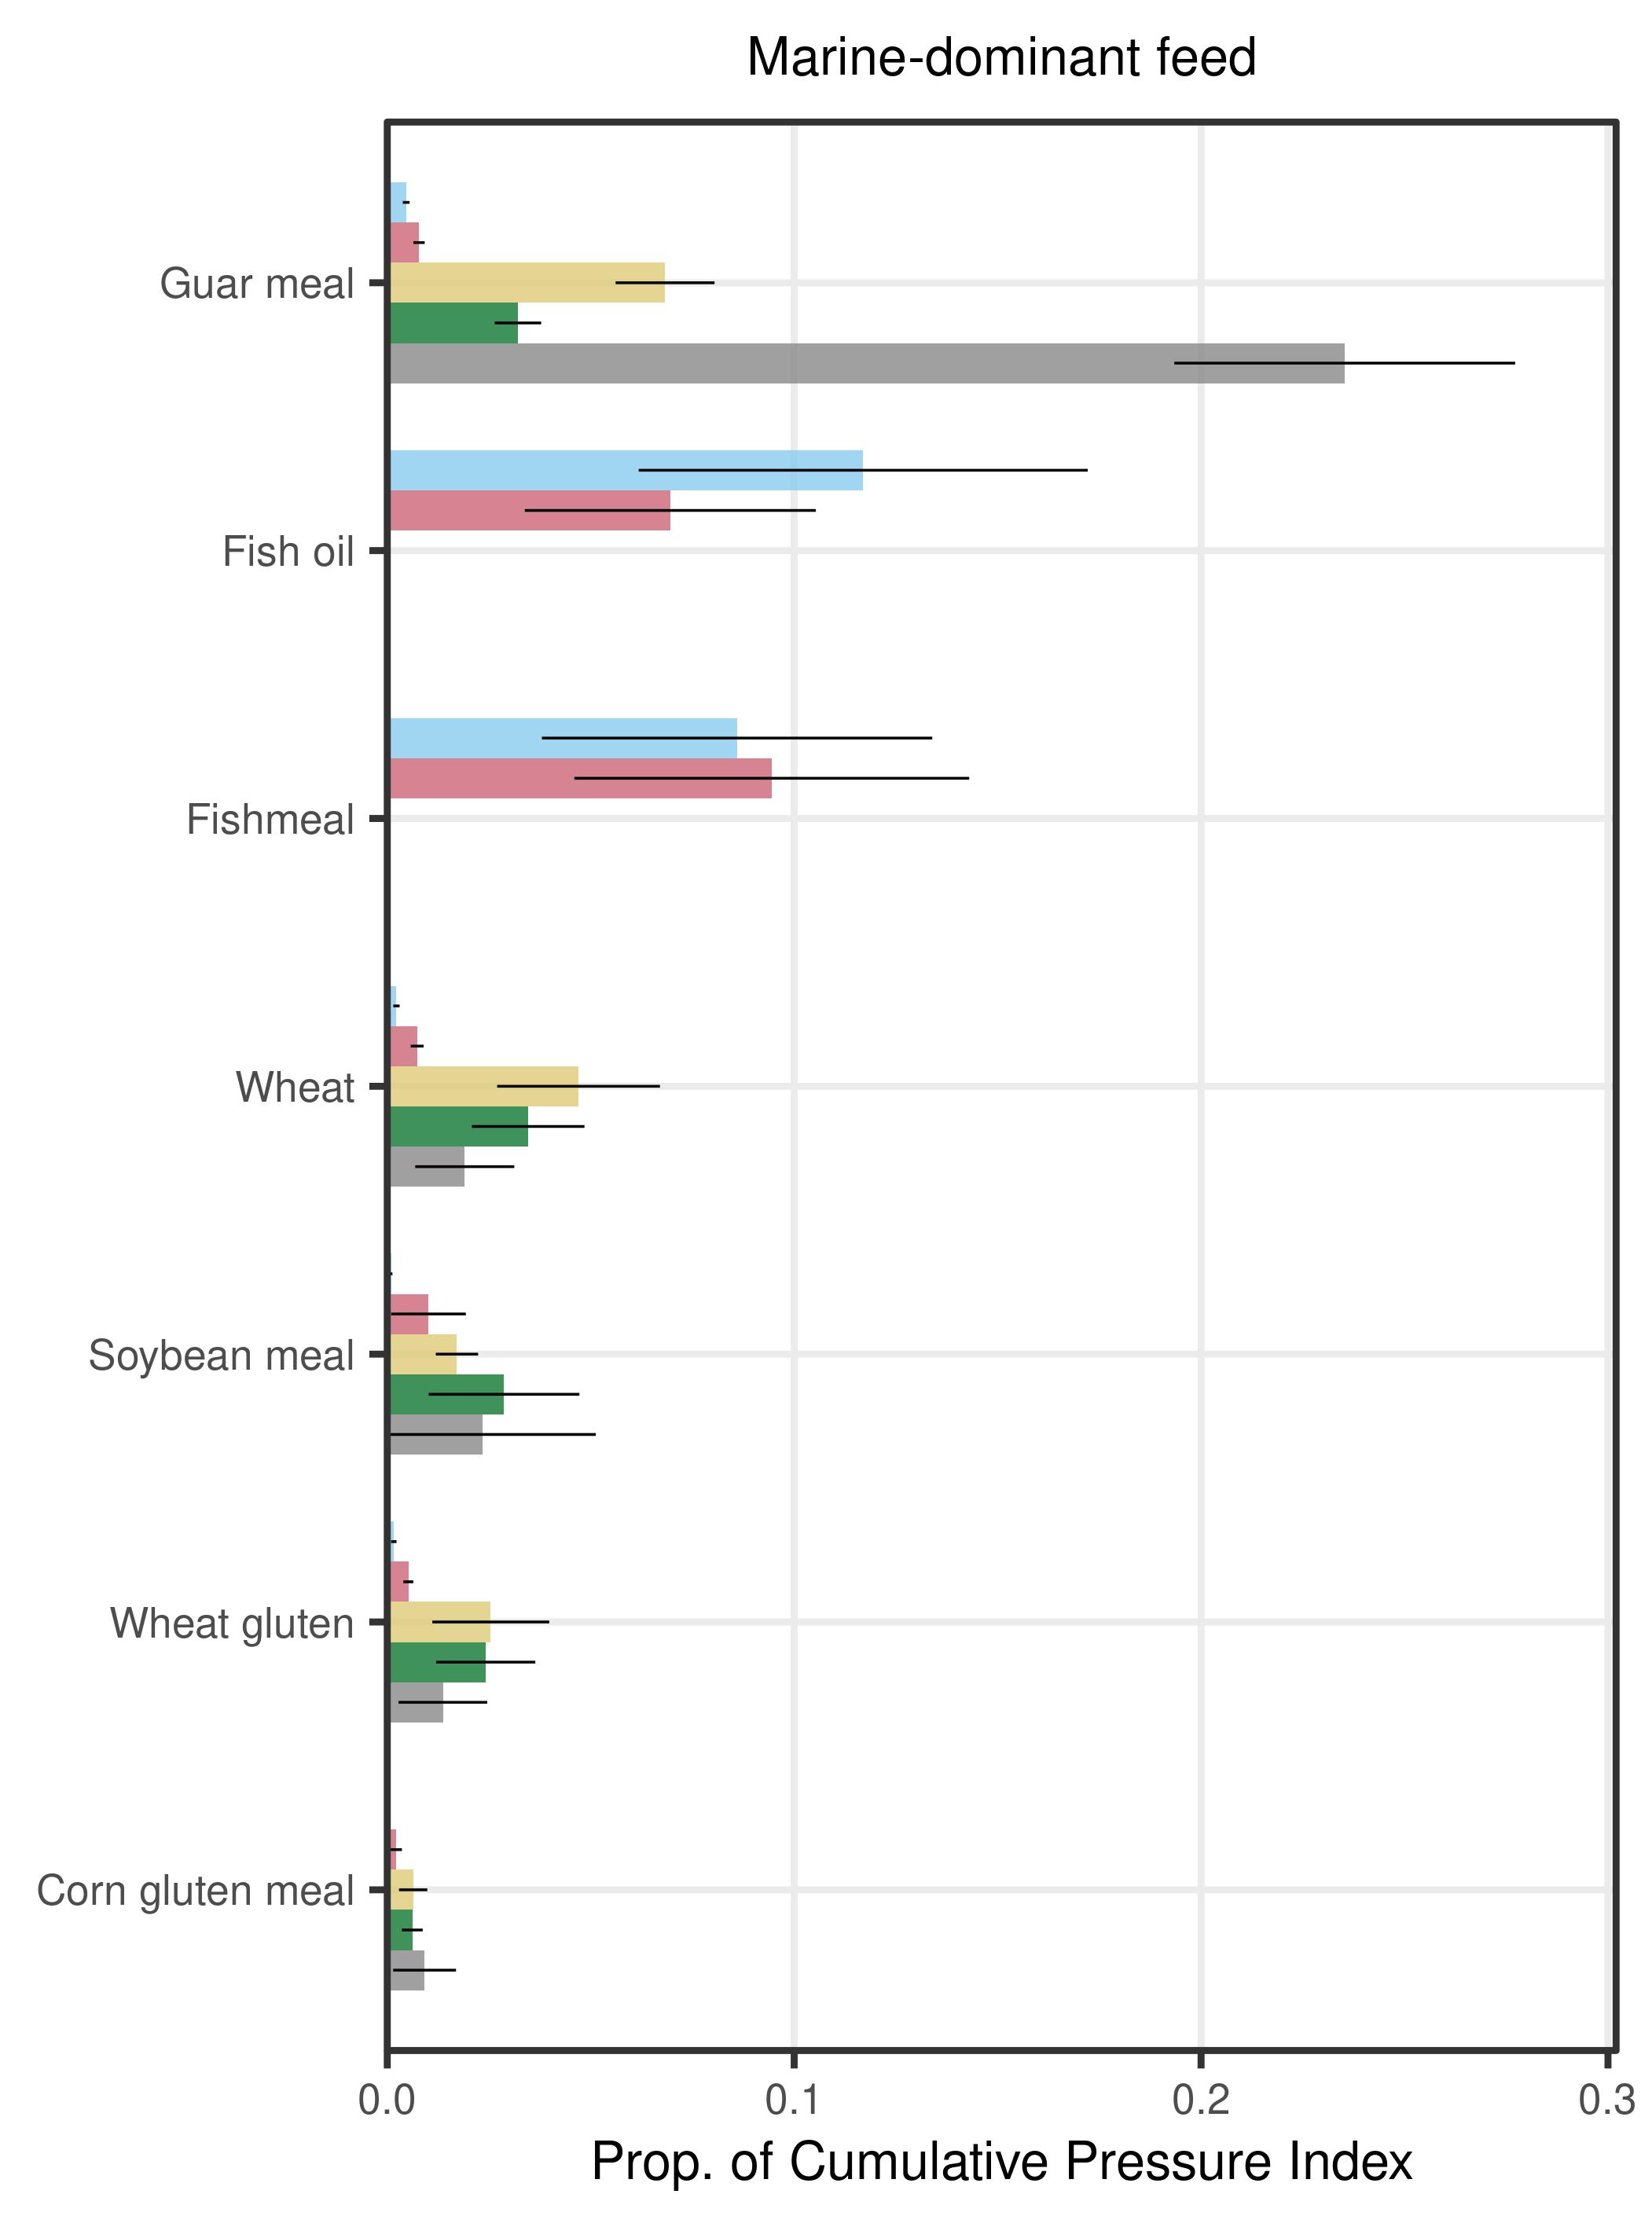 Marine-dominant feed
Guar meal
Fish oil
Fishmeal
Wheat
Soybean meal
Wheat gluten
Corn gluten meal
0.0 0.1 0.2 0.3
Prop. of Cumulative Pressure Index